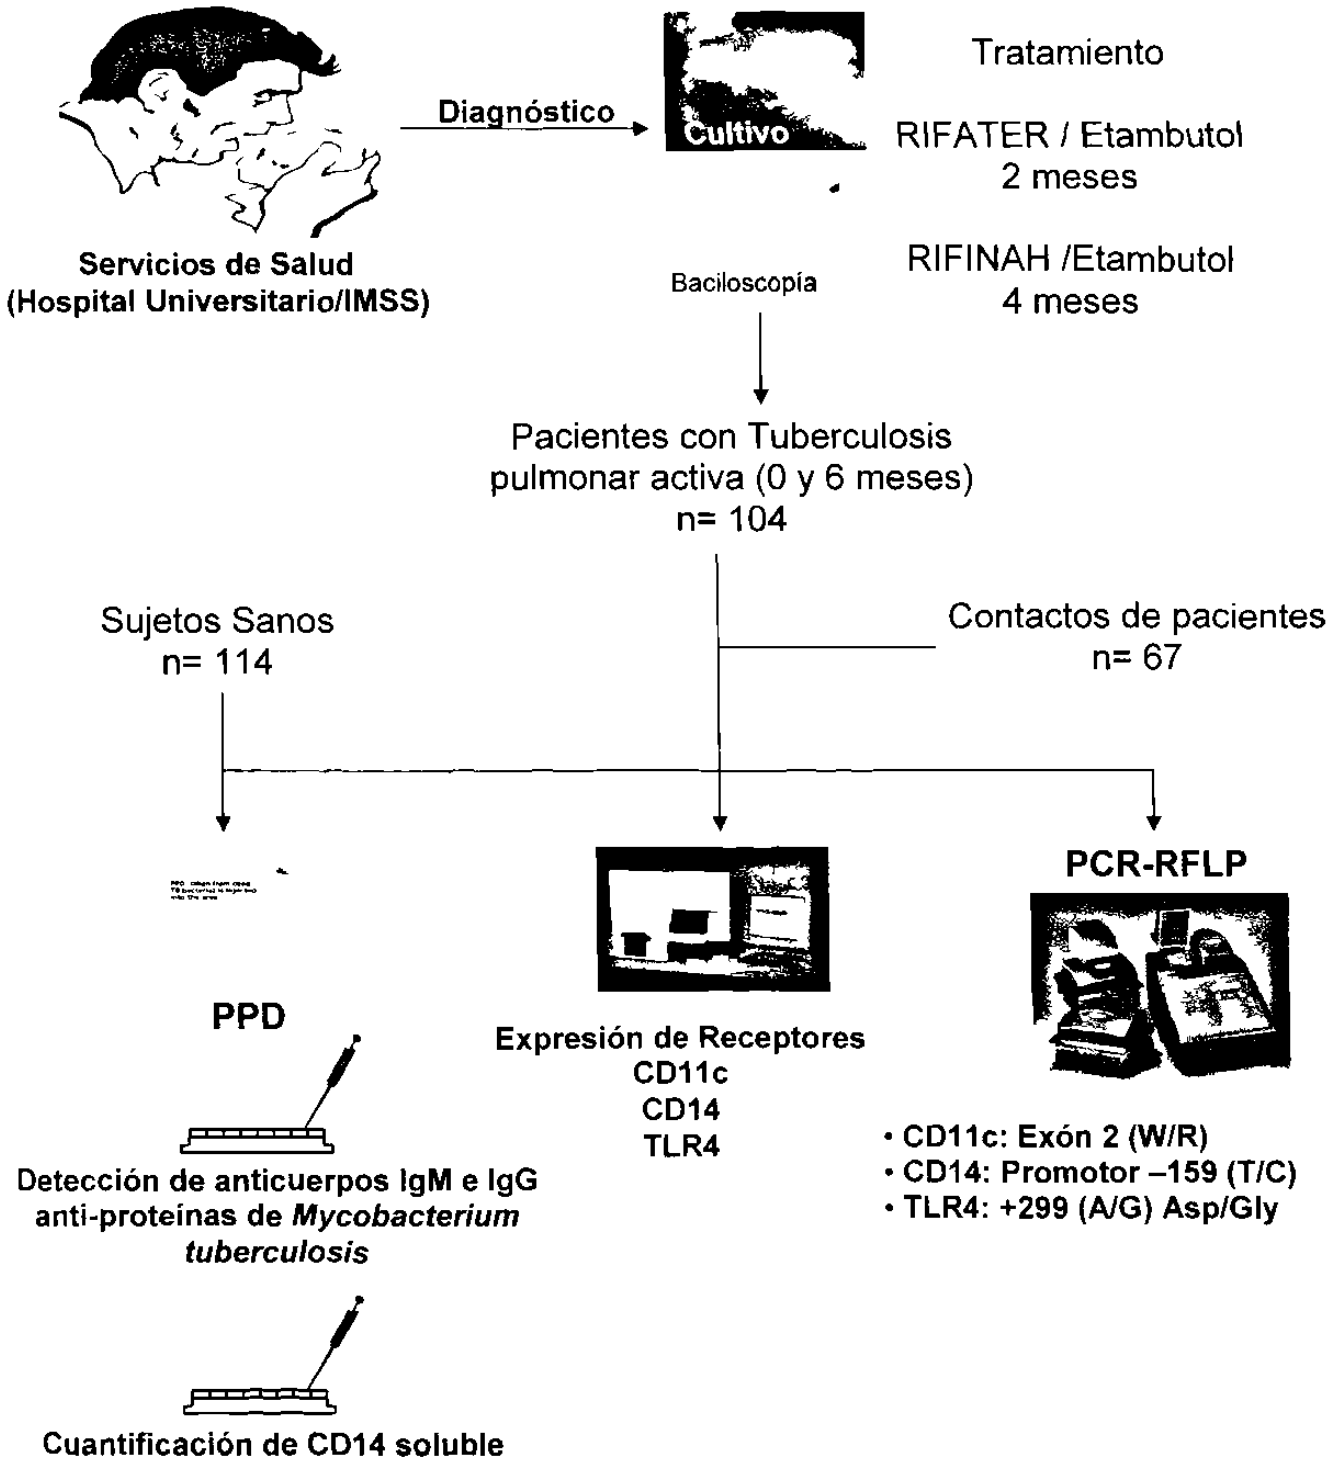 Diagnóstico
Cultivo
Tratamiento
RIFATER / Etambutol
2 meses
RIFINAH /Etambutol
4 meses
Servicios de Salud
(Hospital Universitario/IMSS)
Baciloscopía
Pacientes con Tuberculosis
pulmonar activa (0 y 6 meses)
n= 104
Sujetos Sanos
n= 114
Contactos de pacientes
n= 67
PPD
Detección de anticuerpos IgM e IgG
anti-proteínas de Mycobacterium
tuberculosis
Cuantificación de CD14 soluble
Expresión de Receptores
CD11c
CD14
TLR4
PCR-RFLP
• CD11c: Exón 2 (W/R)
• CD14: Promotor –159 (T/C)
• TLR4: +299 (A/G) Asp/Gly